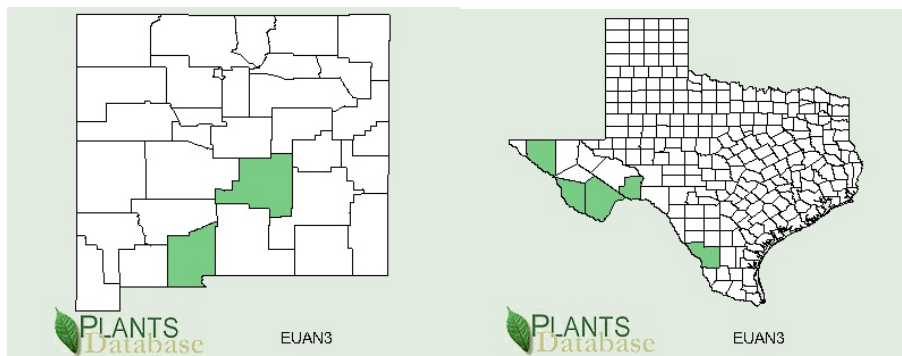 PLANTS
Database
EUAN3
PLANTS
Database
EUAN3